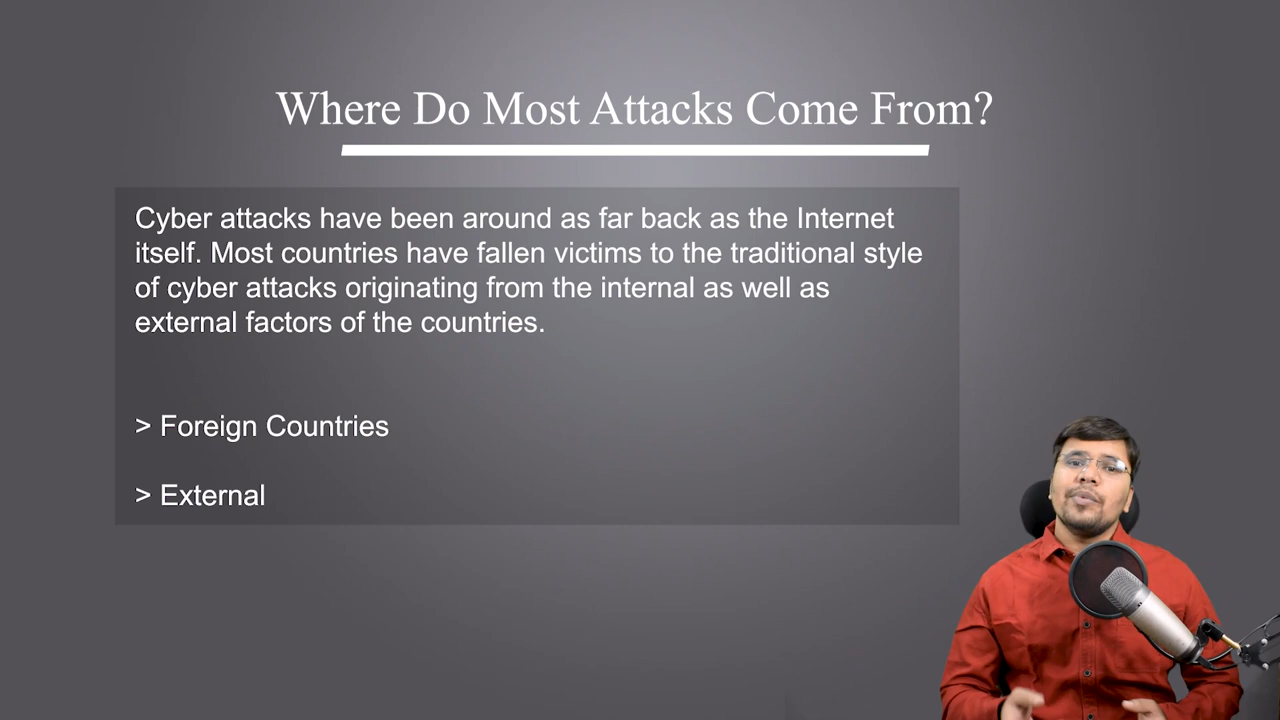 Where Do Most Attacks Come From?
Cyber attacks have been around as far back as the Internet
itself. Most countries have fallen victims to the traditional style
of cyber attacks originating from the internal as well as
external factors of the countries.
> Foreign Countries
> External